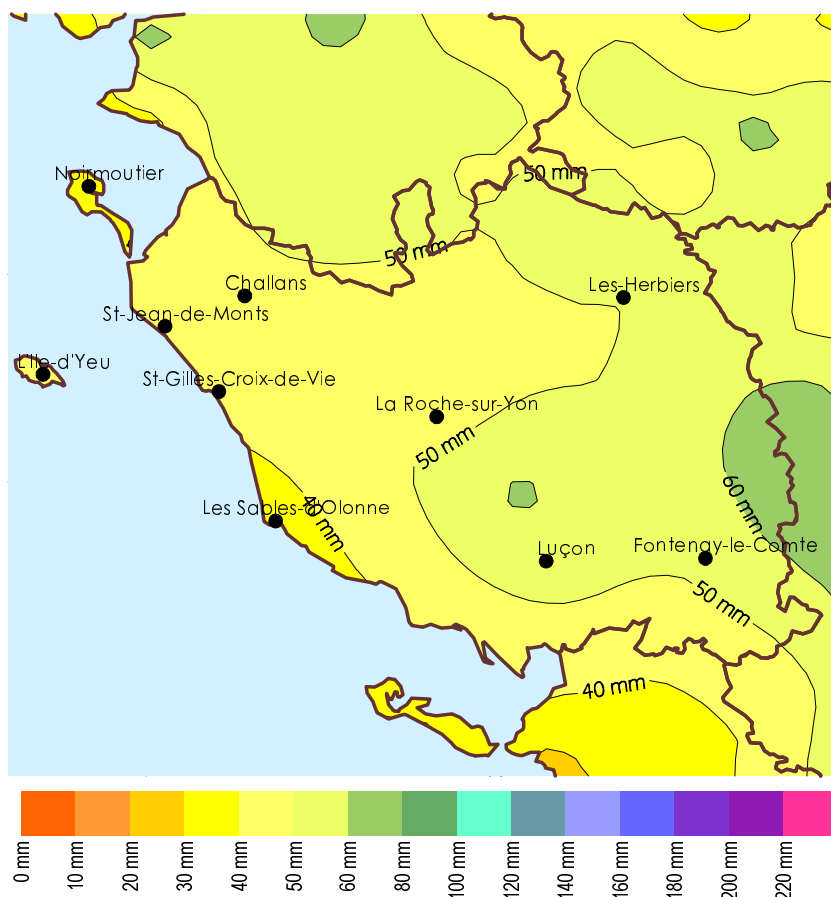 Noirmoutier
50 mm
50 mm
Challans
Les-Herbiers
St-Jean-de-Monts
L'Ile-d'Yeu
St-Gilles-Croix-de-Vie
La Roche-sur-Yon
50 mm
60 mm
Les Sables-d'Olonne
40 mm
Luçon
Fontenay-le-Comte
50 mm
40 mm
0 mm
10 mm
20 mm
30 mm
40 mm
50 mm
60 mm
80 mm
100 mm
120 mm
140 mm
160 mm
180 mm
200 mm
220 mm